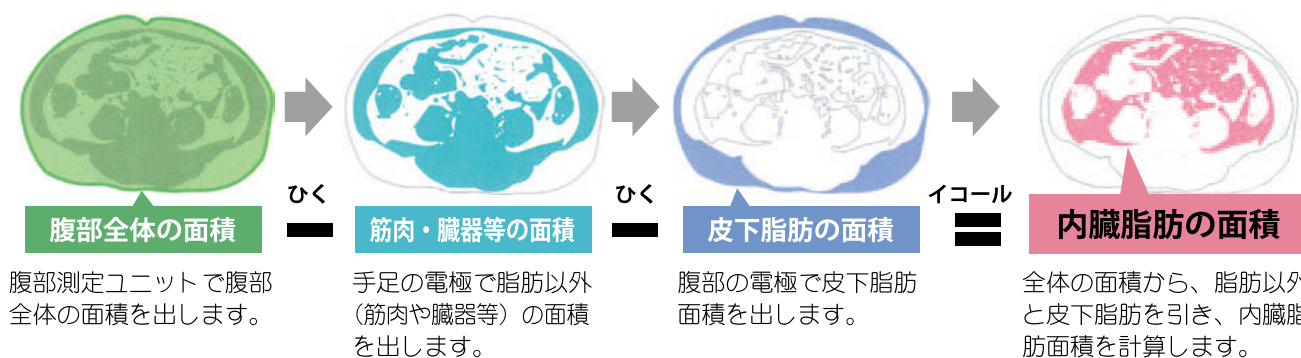 ひく
ひく
イコール
腹部全体の面積
筋肉・臓器等の面積
皮下脂肪の面積
内臓脂肪の面積
腹部測定ユニットで腹部
全体の面積を出します。
手足の電極で脂肪以外
（筋肉や臓器等）の面積
を出します。
腹部の電極で皮下脂肪
面積を出します。
全体の面積から、脂肪以外
と皮下脂肪を引き、内臓脂
肪面積を計算します。